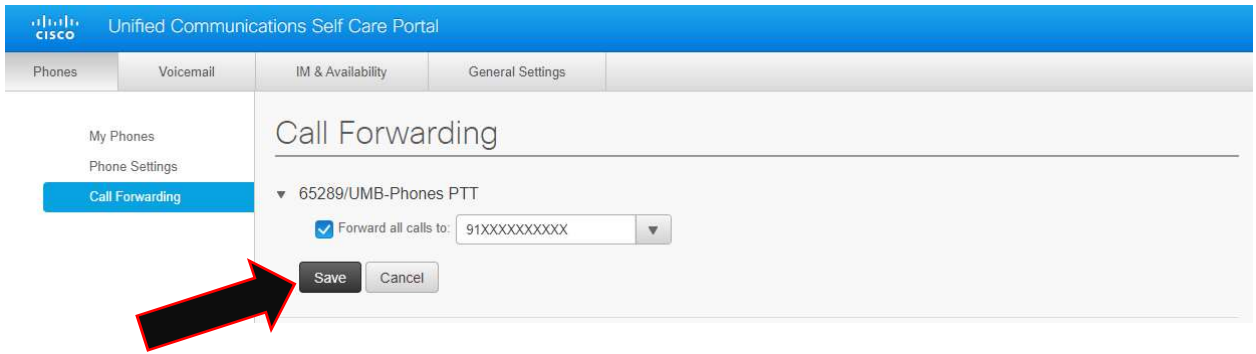 CISCO Unified Communications Self Care Portal
Phones Voicemail IM & Availability General Settings
My Phones
Phone Settings
Call Forwarding
Call Forwarding
65289/UMB-Phones PTT
Forward all calls to: 91XXXXXXXXXX
Save Cancel